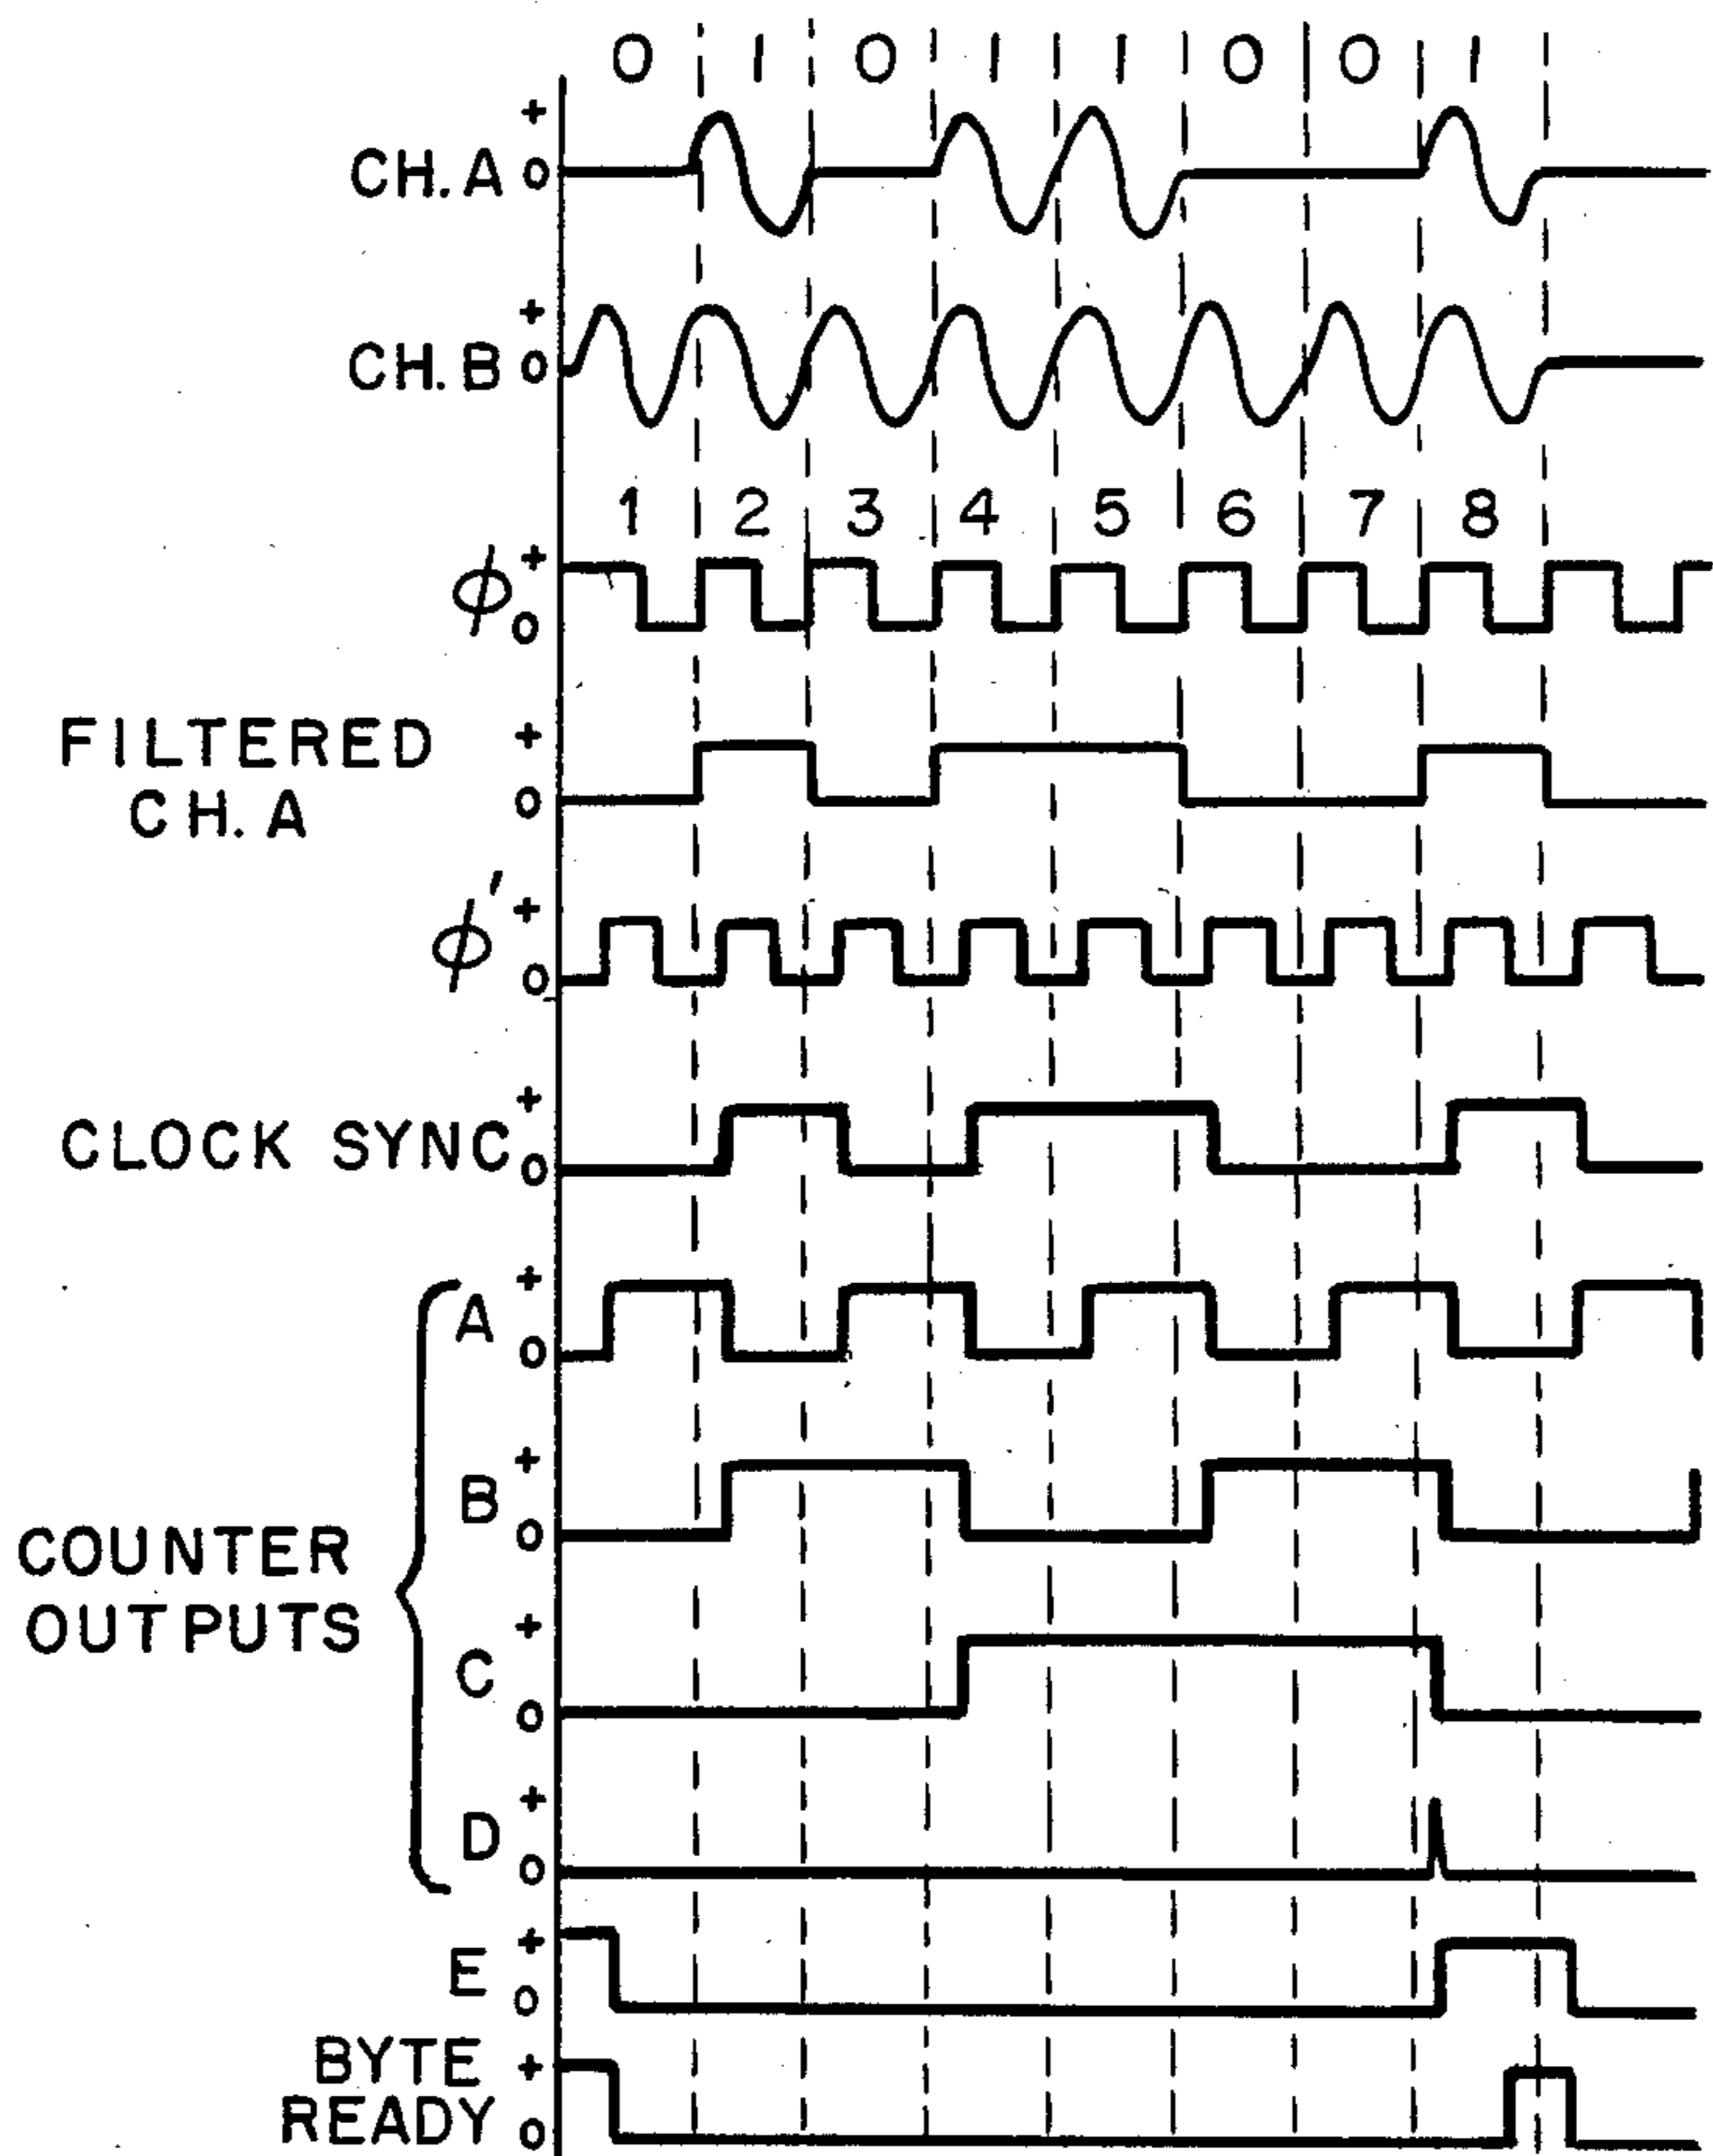 0 1 0 1 1 0 0 1
+
CH. A 0
+
CH. B 0
1 2 3 4 5 6 7 8
+
ϕ
0
+
FILTERED
CH. A 0
+
ϕ'
0
+
CLOCK SYNC
0
+
A
0
+
B
0
COUNTER
OUTPUTS
+
C
0
+
D
0
+
E
0
BYTE +
READY 0